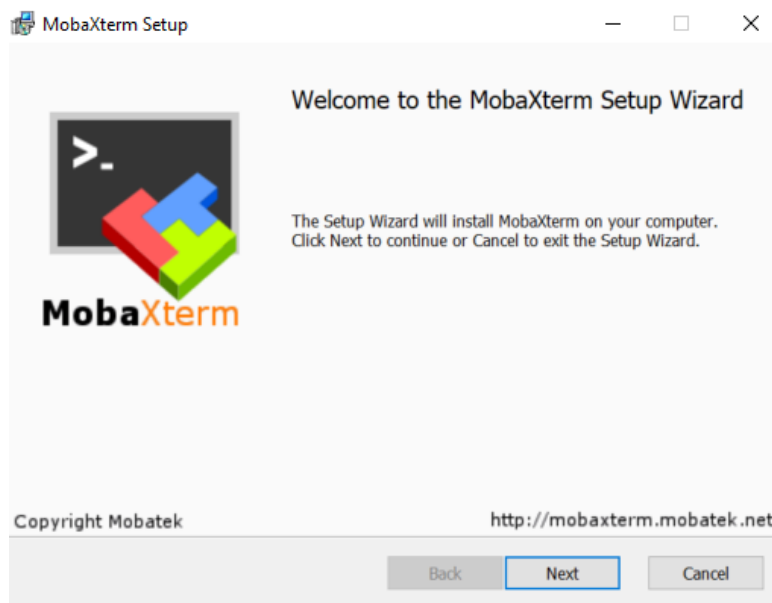 MobaXterm Setup
Welcome to the MobaXterm Setup Wizard
>_
The Setup Wizard will install MobaXterm on your computer.
Click Next to continue or Cancel to exit the Setup Wizard.
MobaXterm
Copyright Mobatek
http://mobaxterm.mobatek.net
Back
Next
Cancel